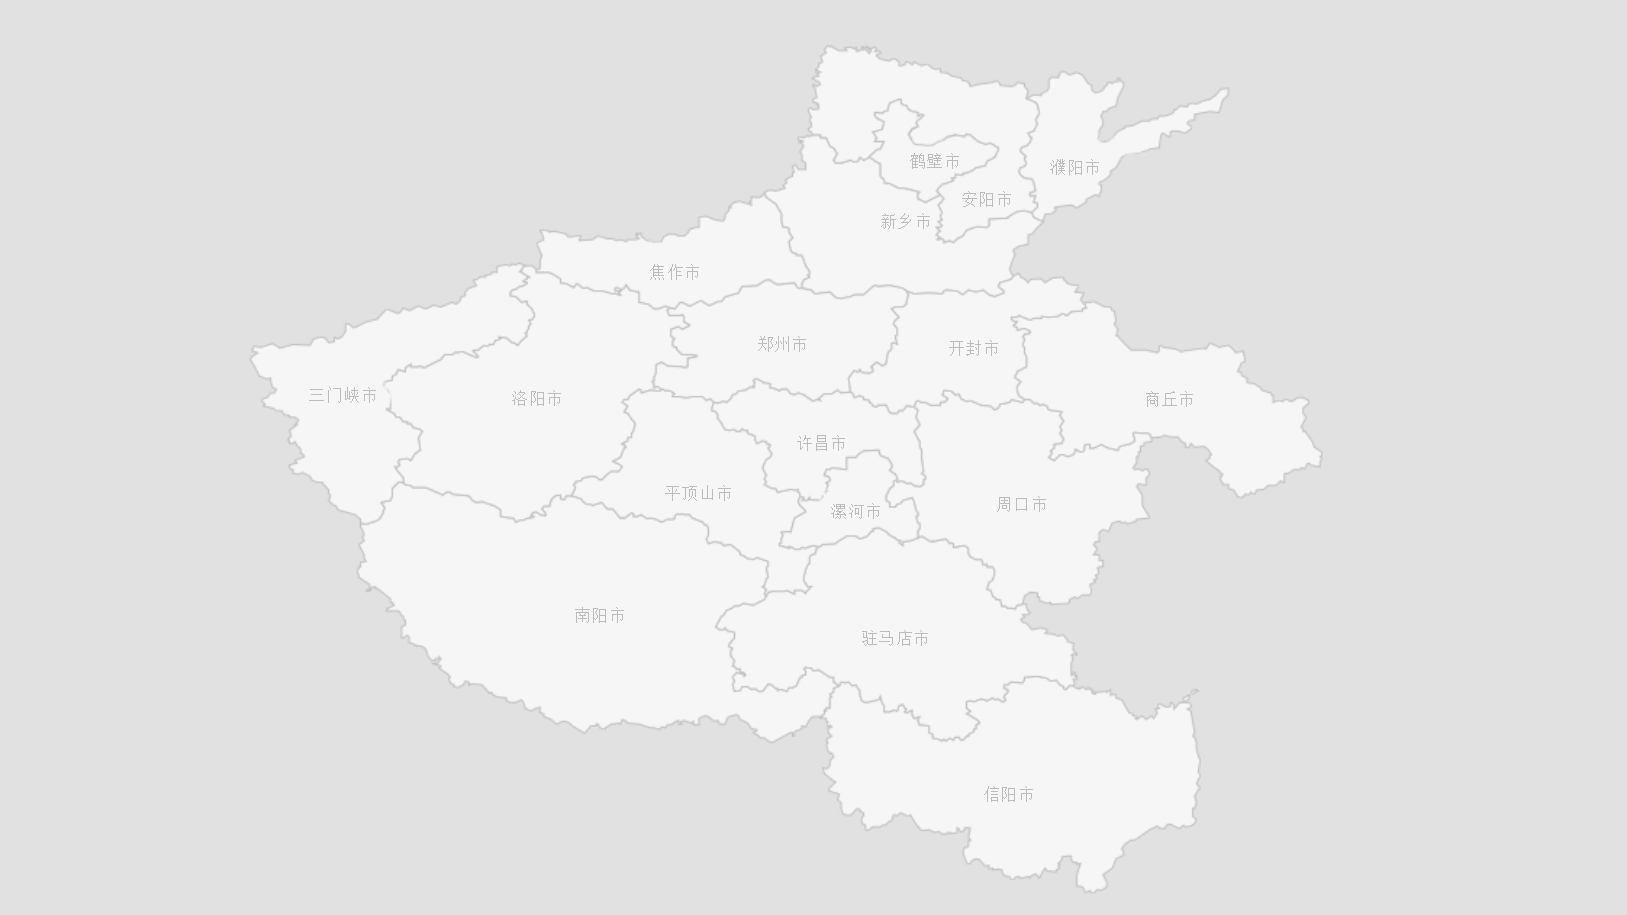 鹤壁市
濮阳市
安阳市
新乡市
焦作市
郑州市
开封市
三门峡市
洛阳市
商丘市
许昌市
平顶山市
周口市
漯河市
南阳市
驻马店市
信阳市